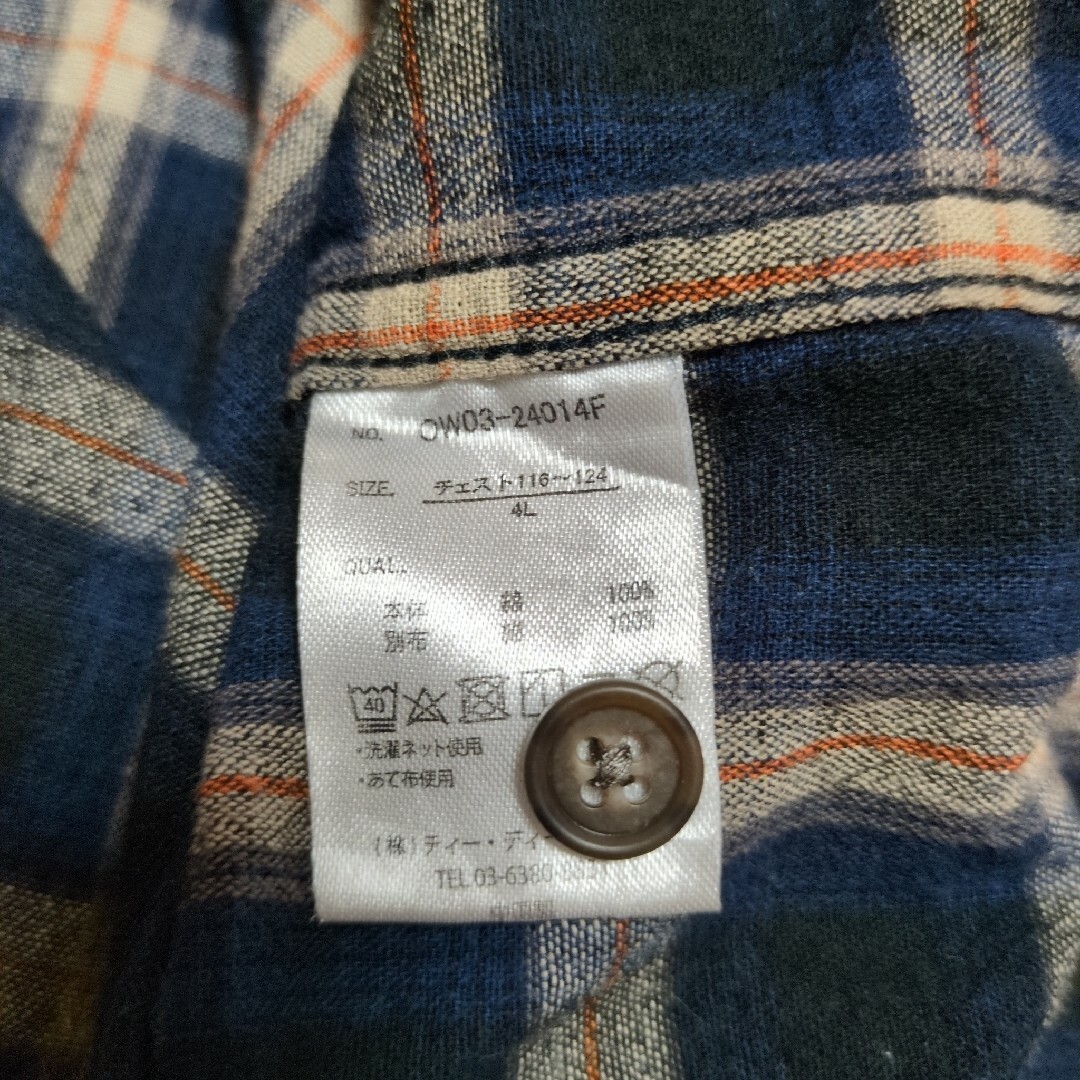 NO. OW03-24014F
SIZE. チェスト116〜124
4L
QUAL.
本体 綿 100%
別布 綿 100%
40
・洗濯ネット使用
・あて布使用
(株)ティー・ディ
TEL 03-6380-